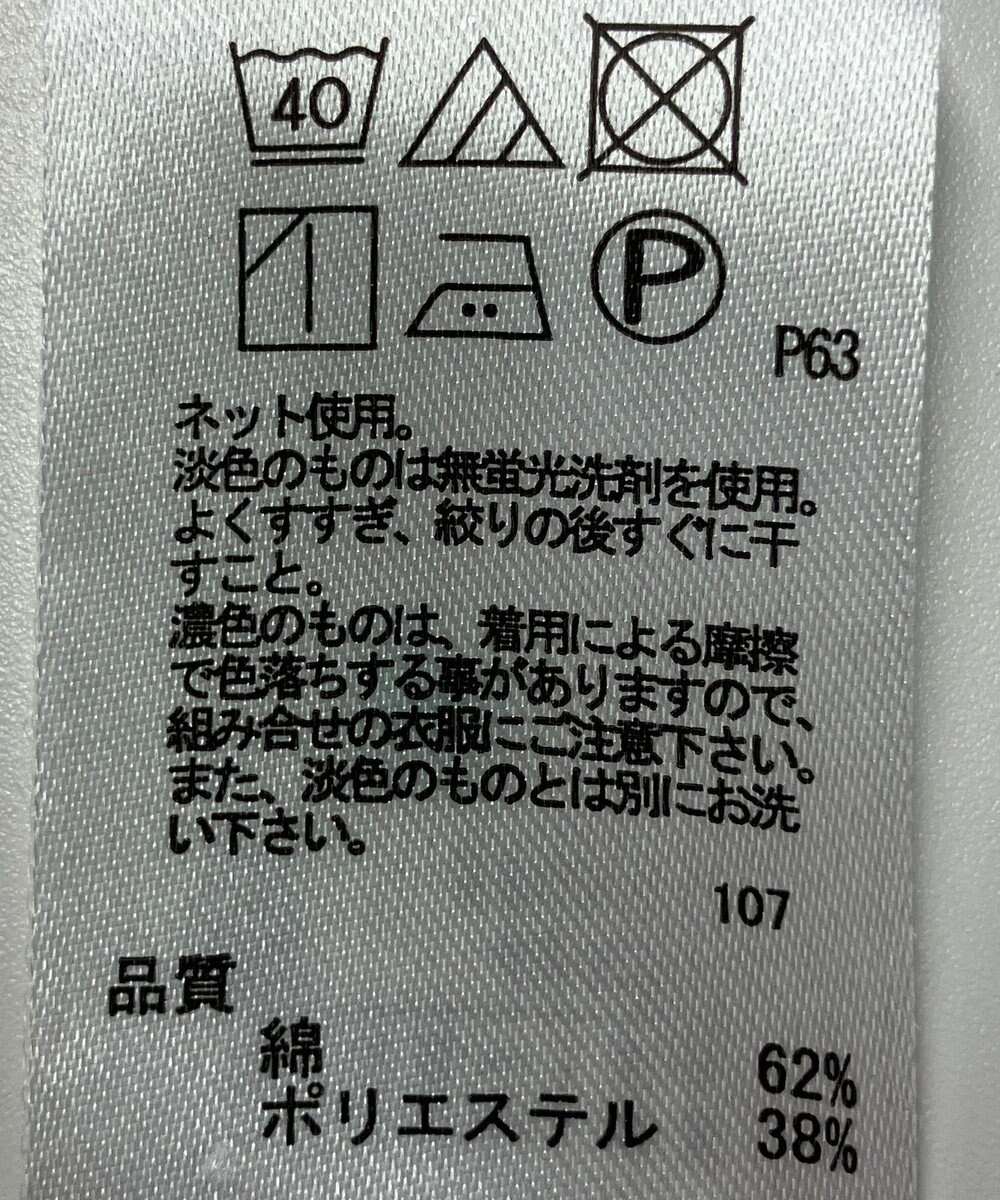 40
P
P63
ネット使用。
淡色のものは無蛍光洗剤を使用。
よくすすぎ、絞りの後すぐに干
すこと。
濃色のものは、着用による摩擦
で色落ちする事がありますので、
組み合せの衣服にご注意下さい。
また、淡色のものとは別にお洗
い下さい。
107
品質
綿 62%
ポリエステル 38%